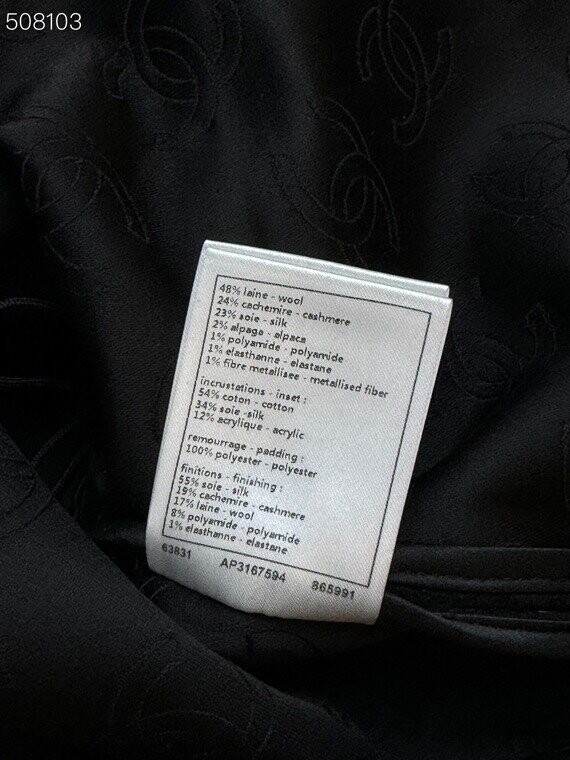 508103
48% laine - wool
24% cachemire - cashmere
23% soie - silk
2% alpaga - alpaca
1% polyamide - polyamide
1% elasthanne - elastane
1% fibre metallisee - metallised fiber
incrustations - inset :
54% coton - cotton
34% soie -silk
12% acrylique - acrylic
remourrage - padding :
100% polyester - polyester
finitions - finishing :
55% soie - silk
19% cachemire - cashmere
17% laine - wool
8% polyamide - polyamide
1% elasthanne - elastane
63831 AP3167594 865991